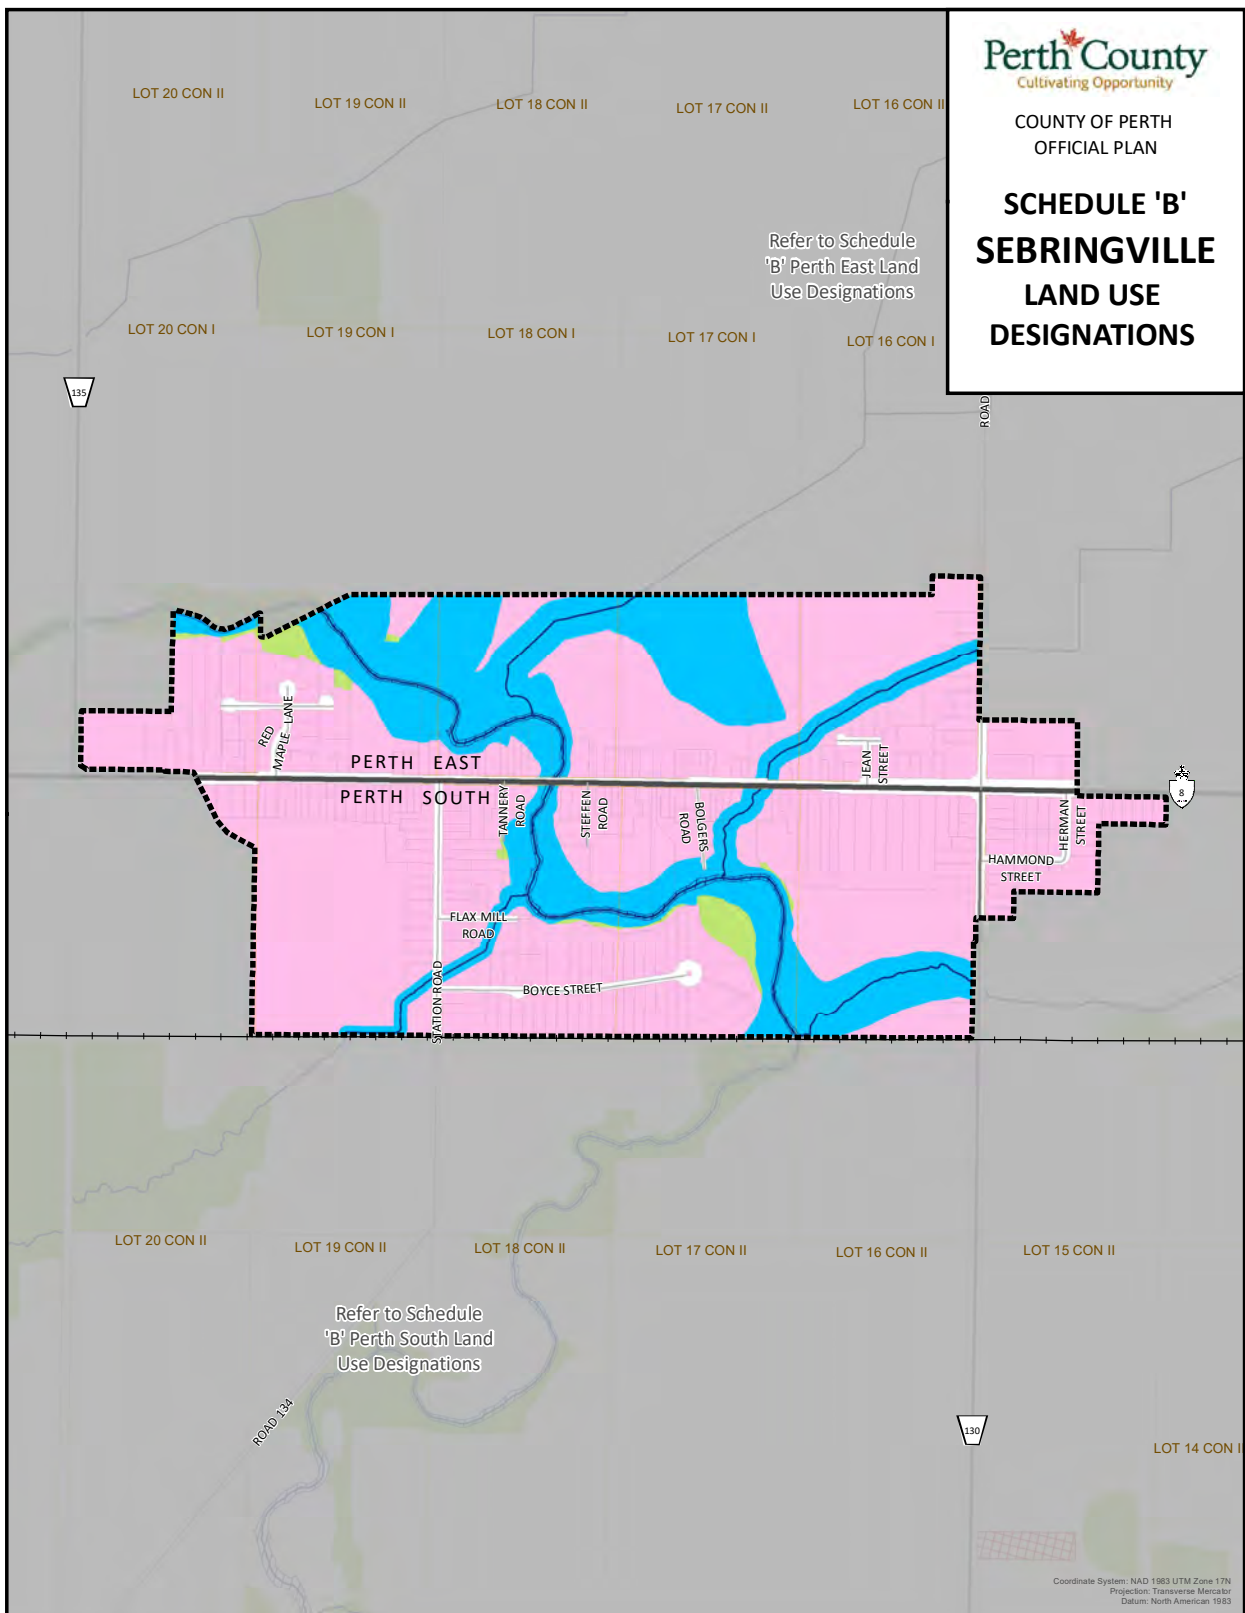 Perth County
Cultivating Opportunity
COUNTY OF PERTH
OFFICIAL PLAN
SCHEDULE 'B'
SEBRINGVILLE
LAND USE
DESIGNATIONS
LOT 20 CON II
LOT 19 CON II
LOT 18 CON II
LOT 17 CON II
LOT 16 CON II
Refer to Schedule
'B' Perth East Land
Use Designations
LOT 20 CON I
LOT 19 CON I
LOT 18 CON I
LOT 17 CON I
LOT 16 CON I
135
ROAD
RED
MAPLE LANE
PERTH EAST
PERTH SOUTH
JEAN
STREET
8
TANNERY
ROAD
STEFFEN
ROAD
BOLGERS
ROAD
HERMAN
STREET
HAMMOND
STREET
FLAX MILL
ROAD
STATION ROAD
BOYCE STREET
LOT 20 CON II
LOT 19 CON II
LOT 18 CON II
LOT 17 CON II
LOT 16 CON II
LOT 15 CON II
Refer to Schedule
'B' Perth South Land
Use Designations
ROAD 134
130
LOT 14 CON II
Coordinate System: NAD 1983 UTM Zone 17N
Projection: Transverse Mercator
Datum: North American 1983